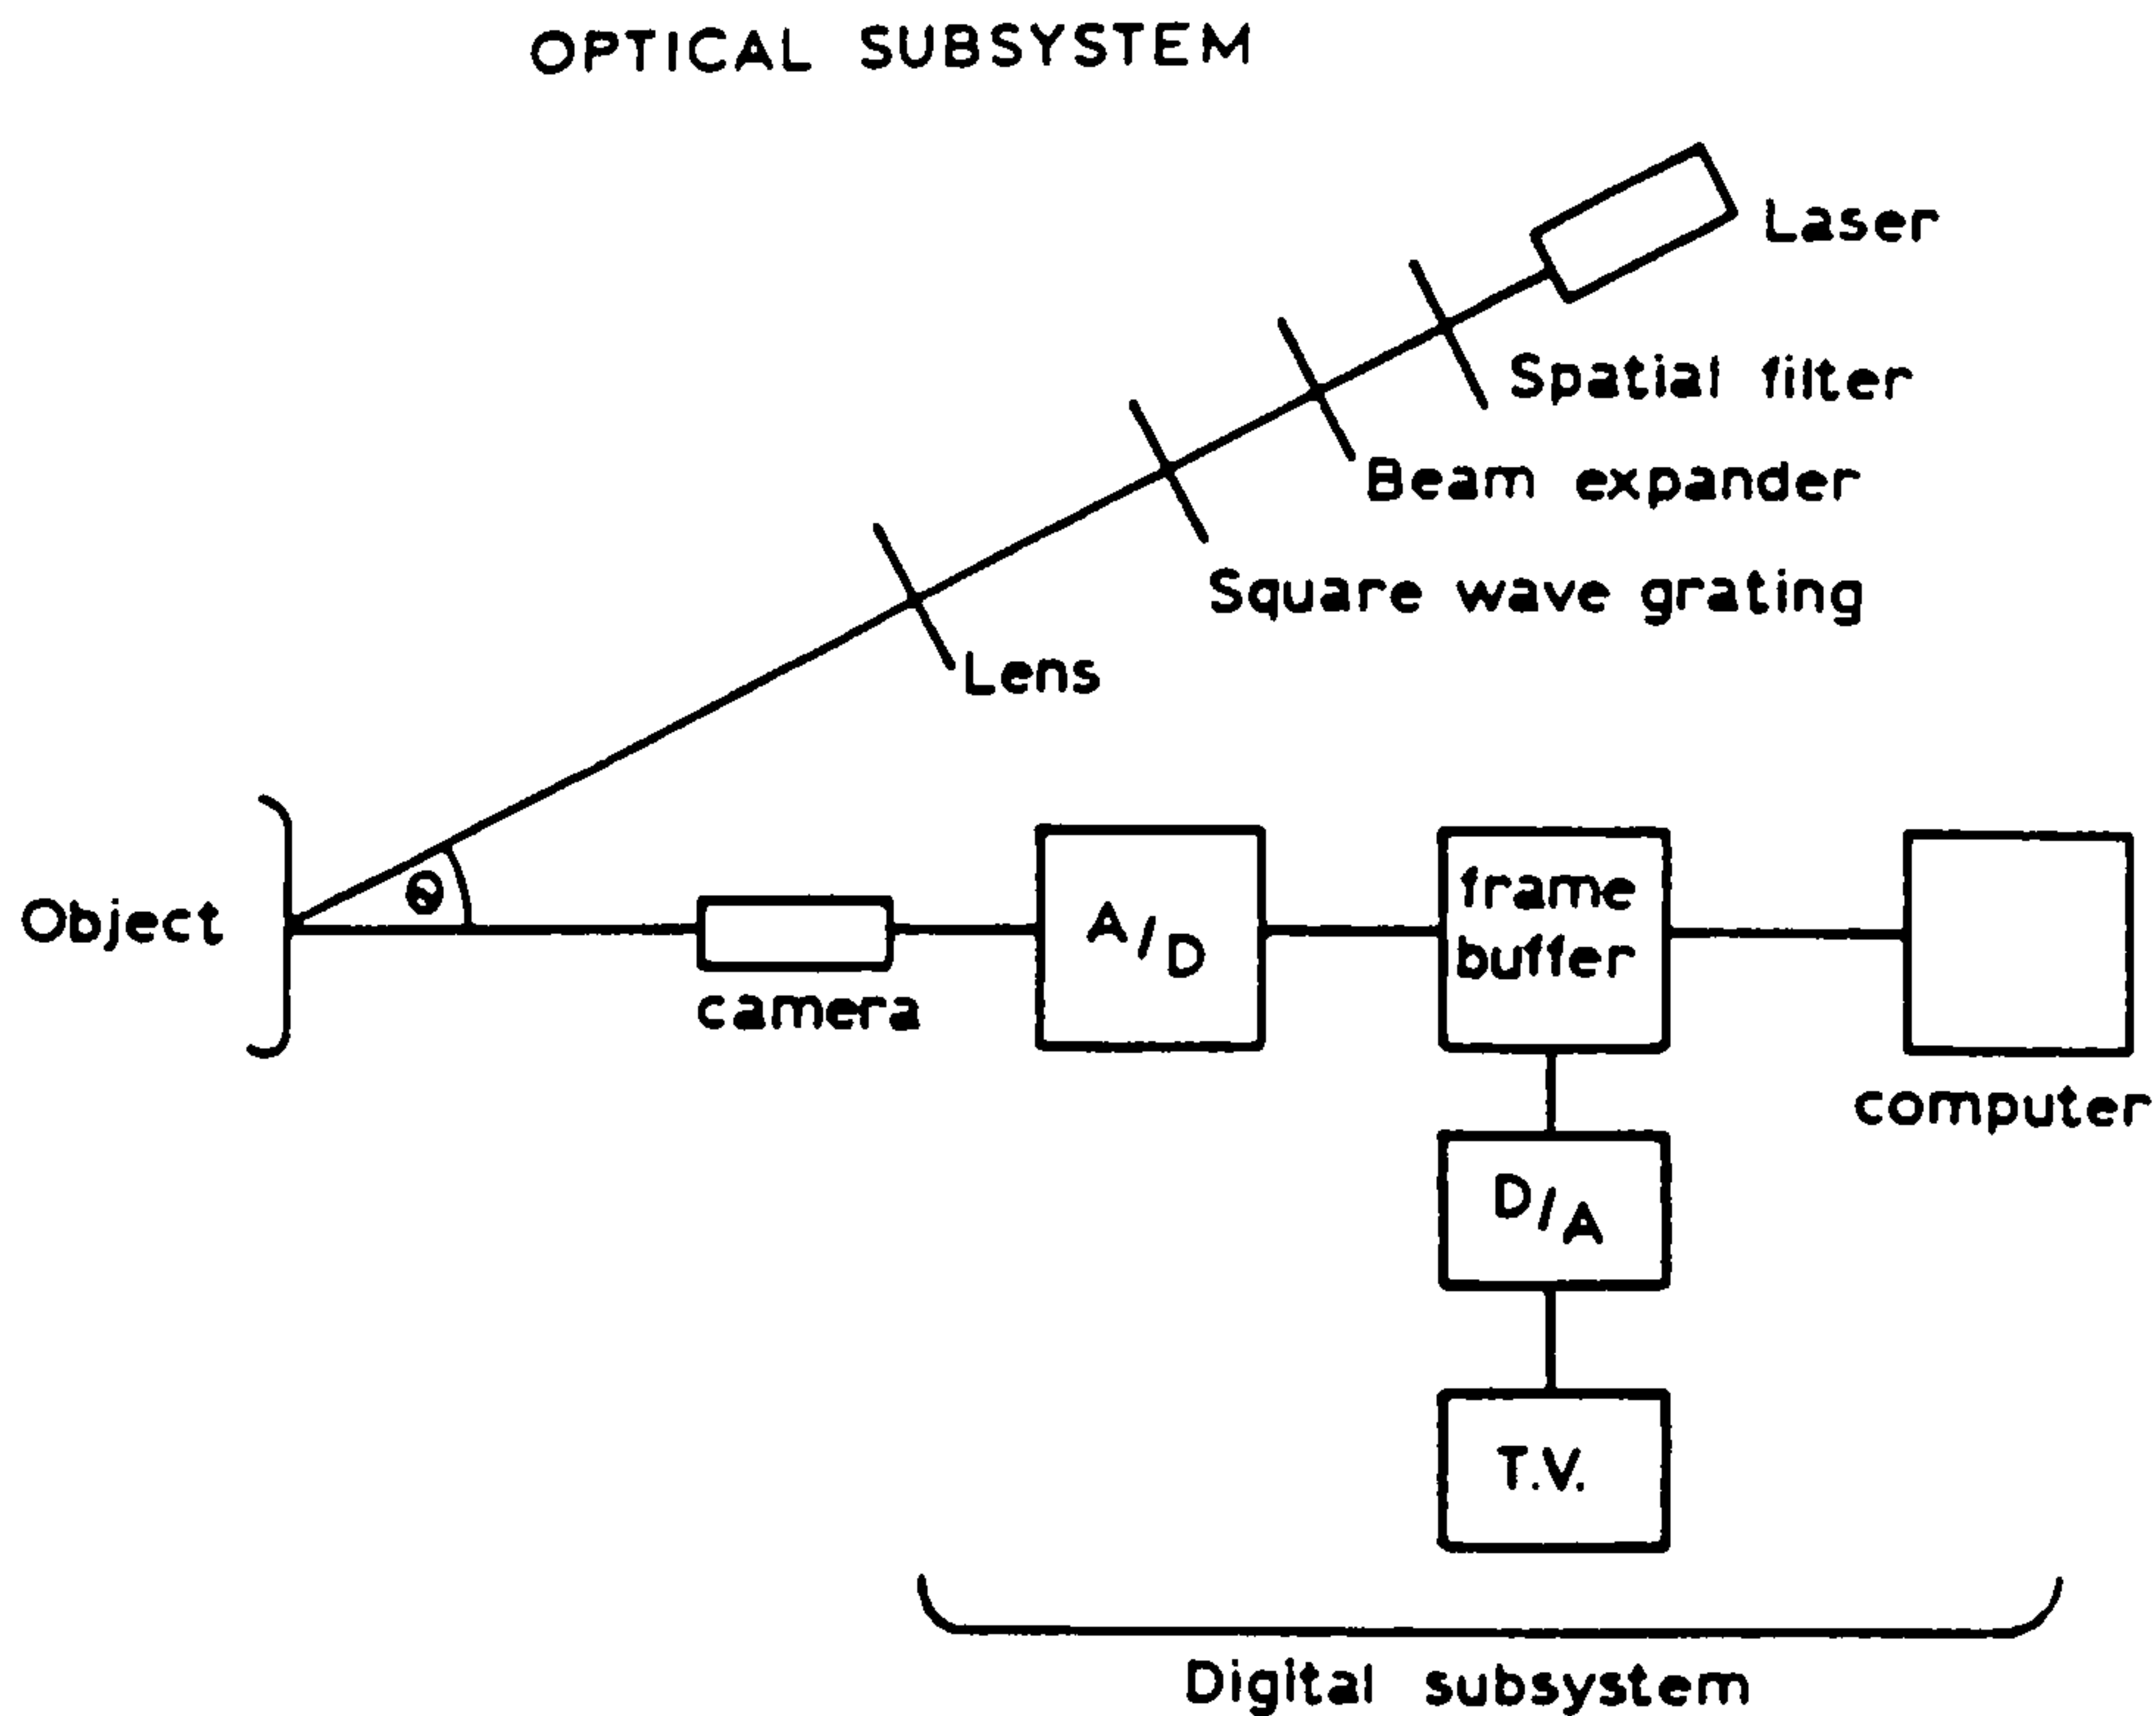 OPTICAL SUBSYSTEM
Laser
Spatial filter
Beam expander
Square wave grating
Lens
Object
Θ
camera
A/D
frame
buffer
computer
D/A
T.V.
Digital subsystem